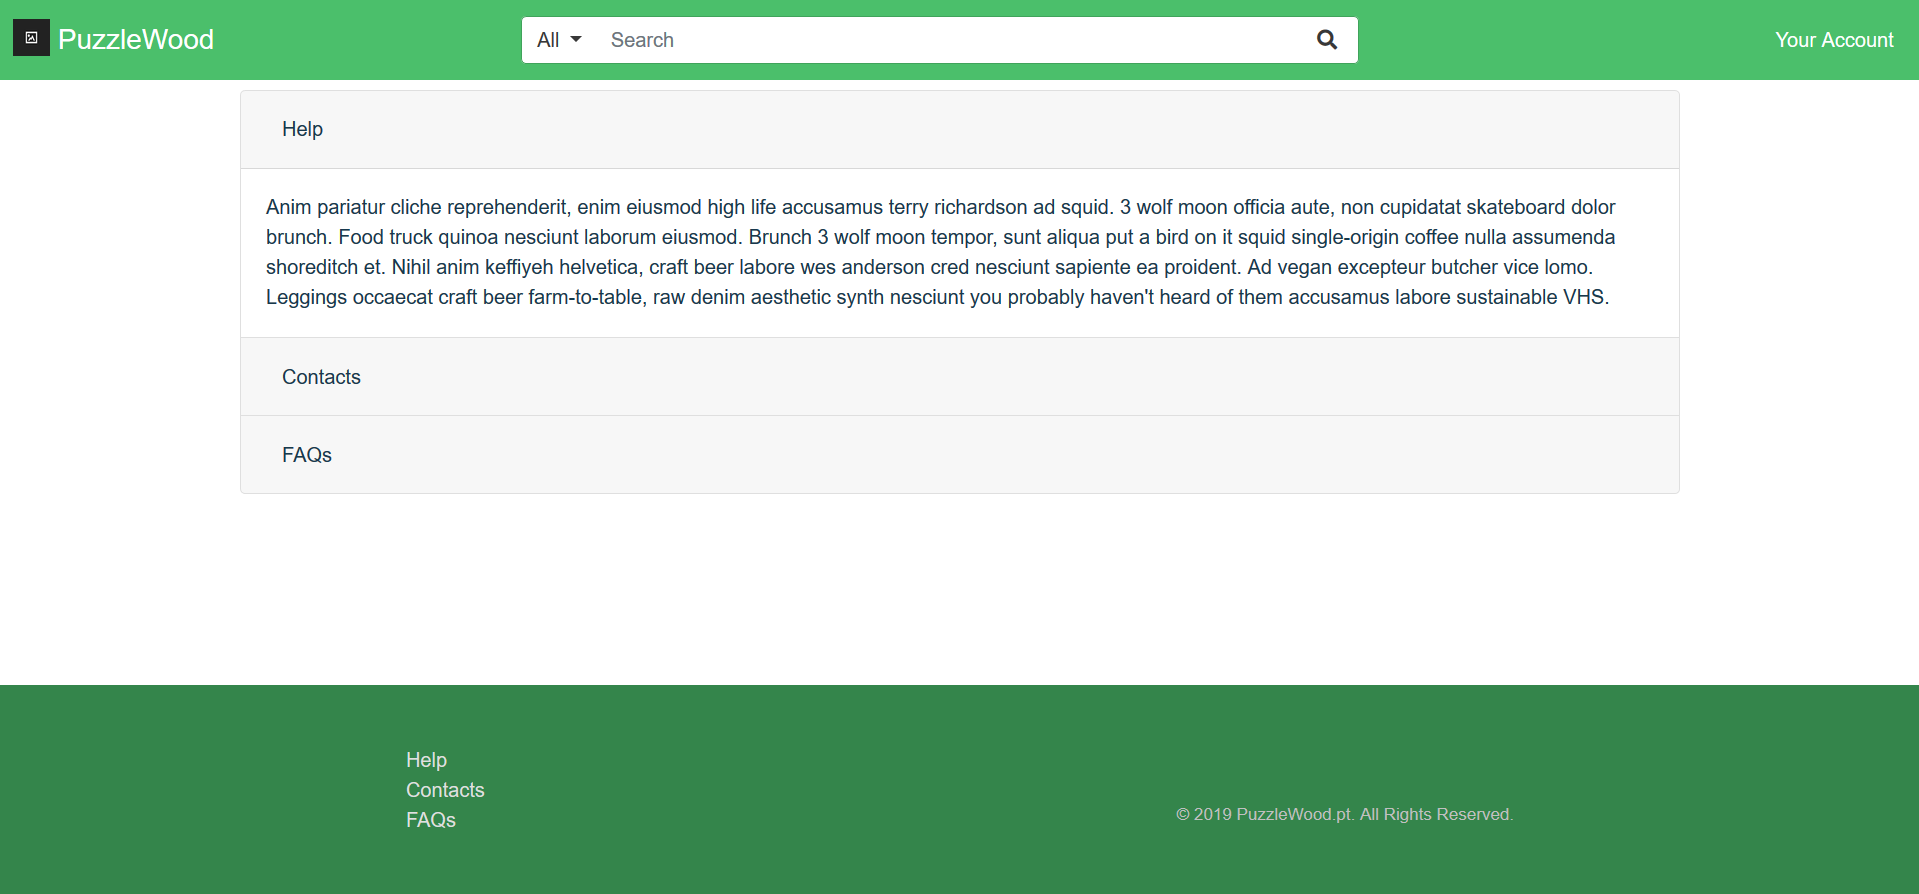 PuzzleWood
All
Search
Your Account
Help
Anim pariatur cliche reprehenderit, enim eiusmod high life accusamus terry richardson ad squid. 3 wolf moon officia aute, non cupidatat skateboard dolor
brunch. Food truck quinoa nesciunt laborum eiusmod. Brunch 3 wolf moon tempor, sunt aliqua put a bird on it squid single-origin coffee nulla assumenda
shoreditch et. Nihil anim keffiyeh helvetica, craft beer labore wes anderson cred nesciunt sapiente ea proident. Ad vegan excepteur butcher vice lomo.
Leggings occaecat craft beer farm-to-table, raw denim aesthetic synth nesciunt you probably haven't heard of them accusamus labore sustainable VHS.
Contacts
FAQs
Help
Contacts
FAQs
© 2019 PuzzleWood.pt. All Rights Reserved.